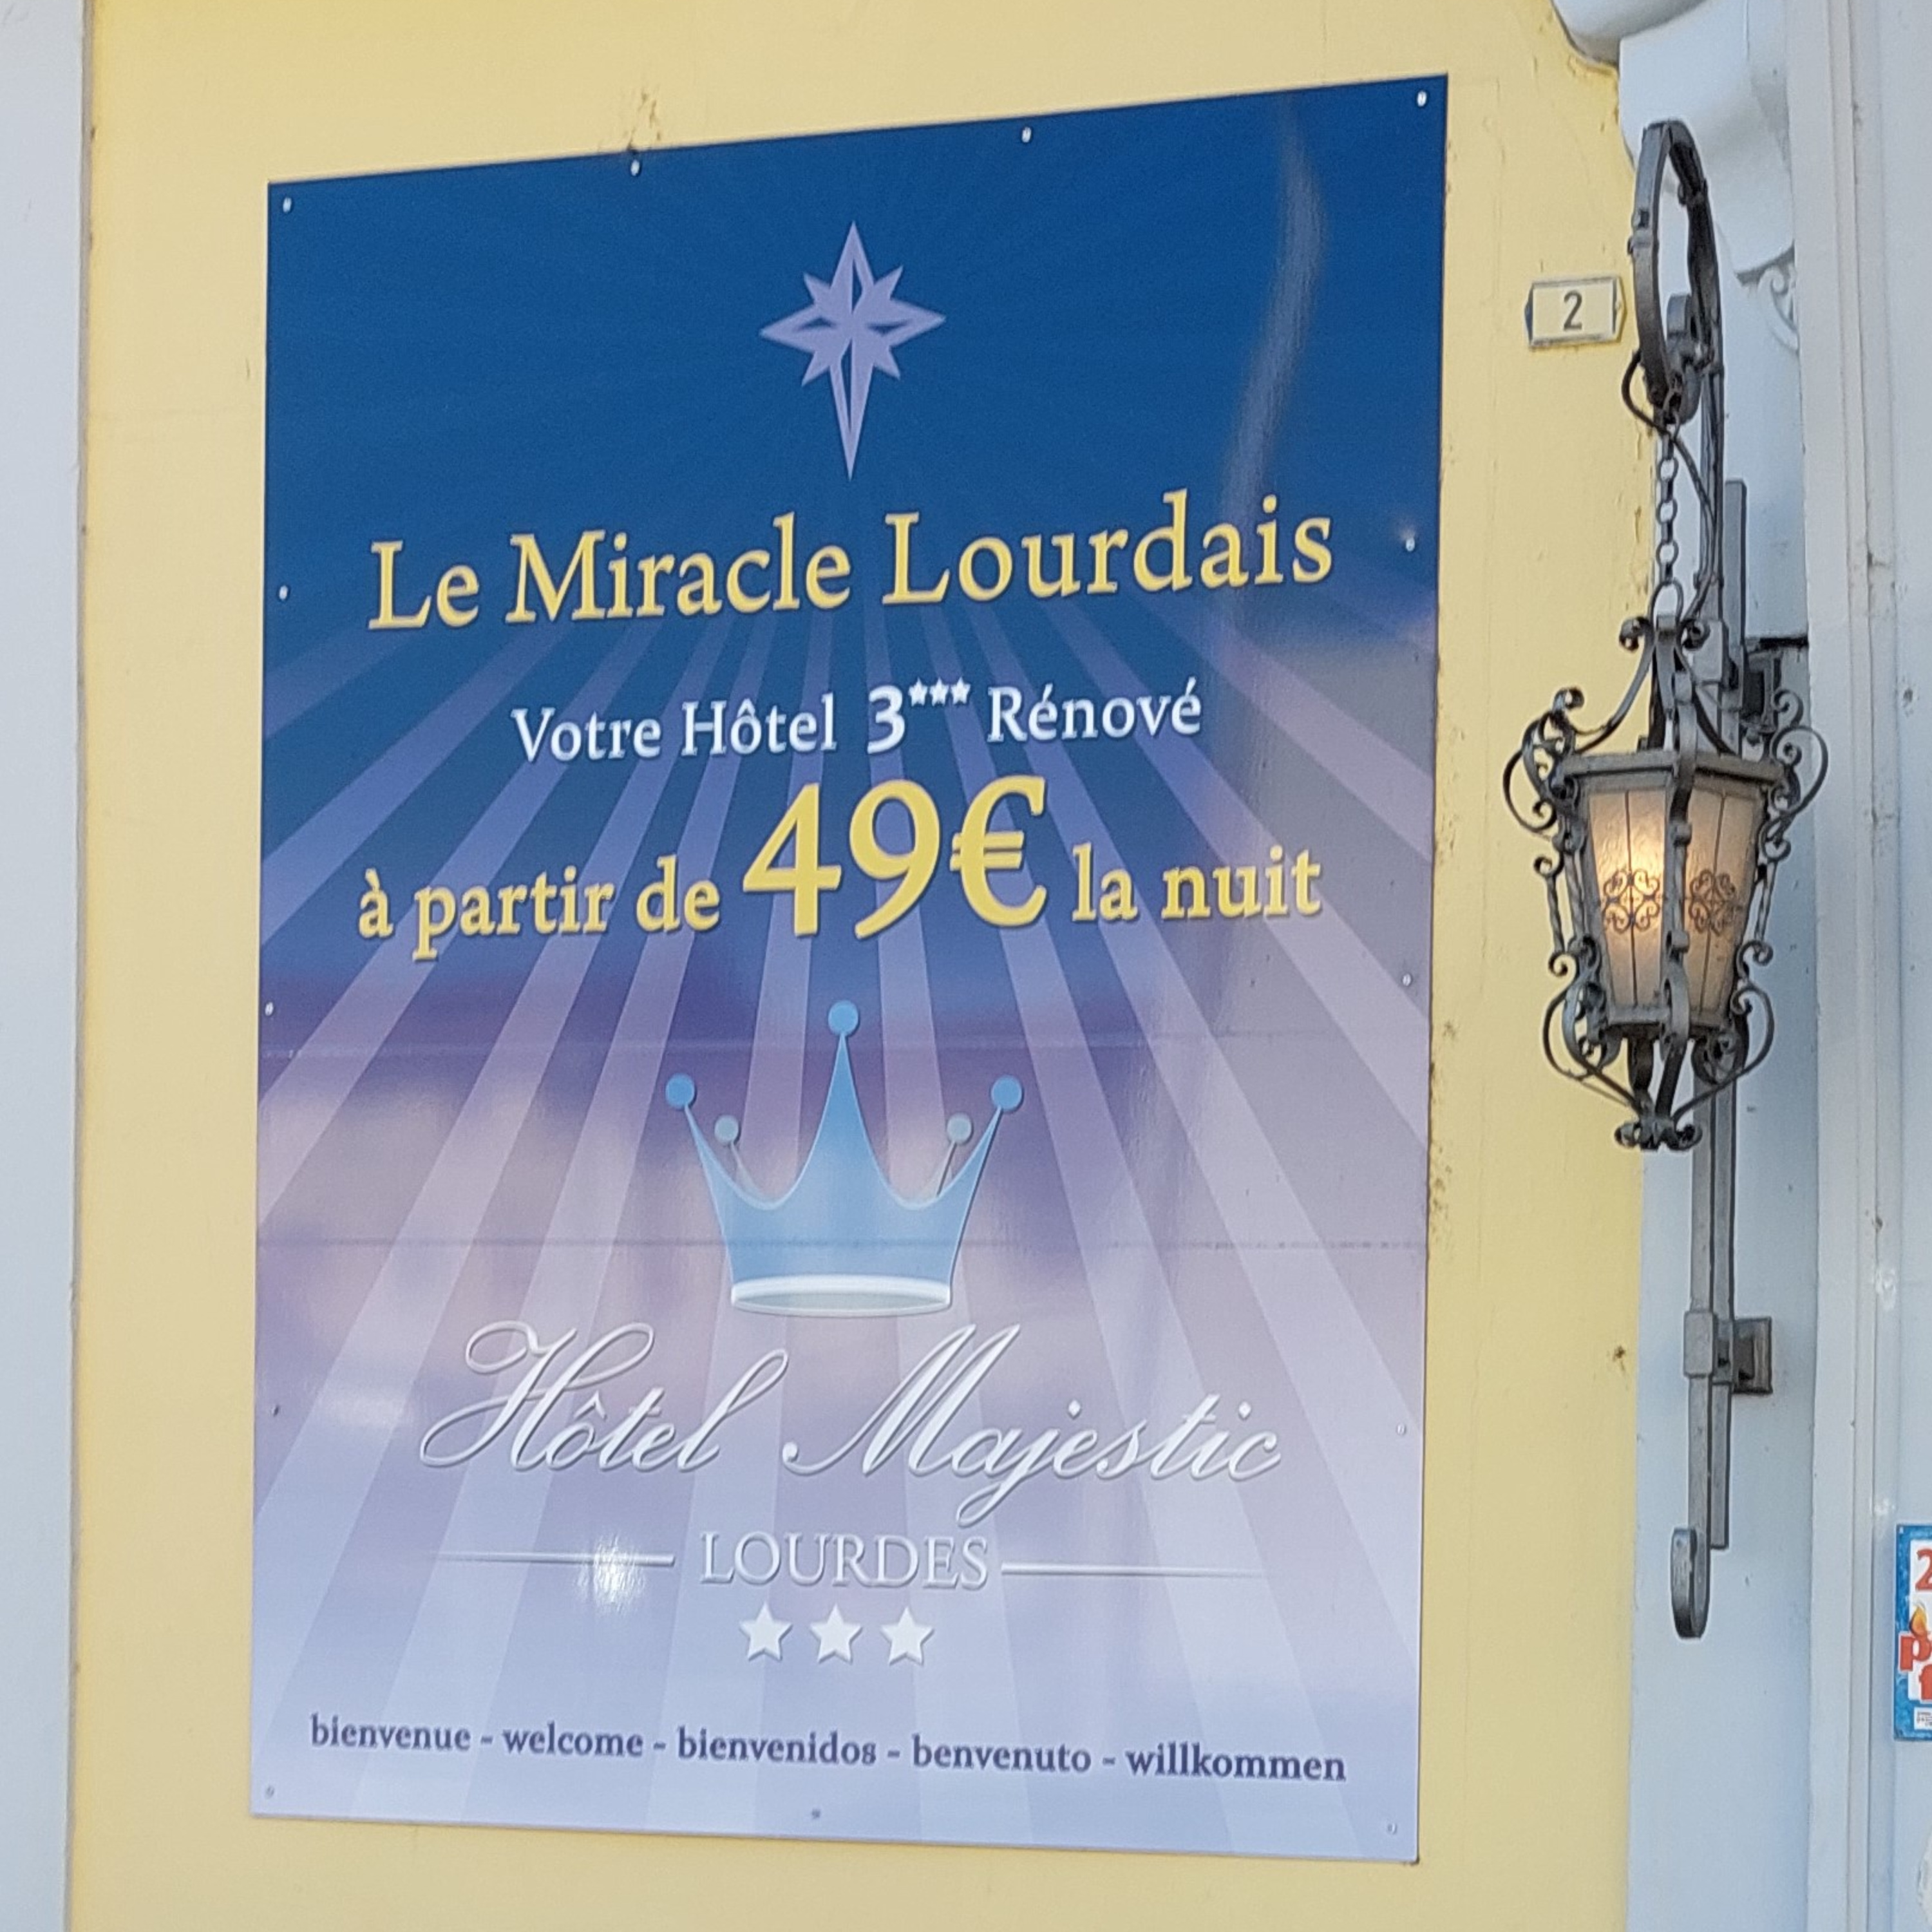 Le Miracle Lourdais
Votre Hôtel 3*** Rénové
à partir de 49€ la nuit
Hôtel Majestic
LOURDES
bienvenue - welcome - bienvenidos - benvenuto - willkommen
2